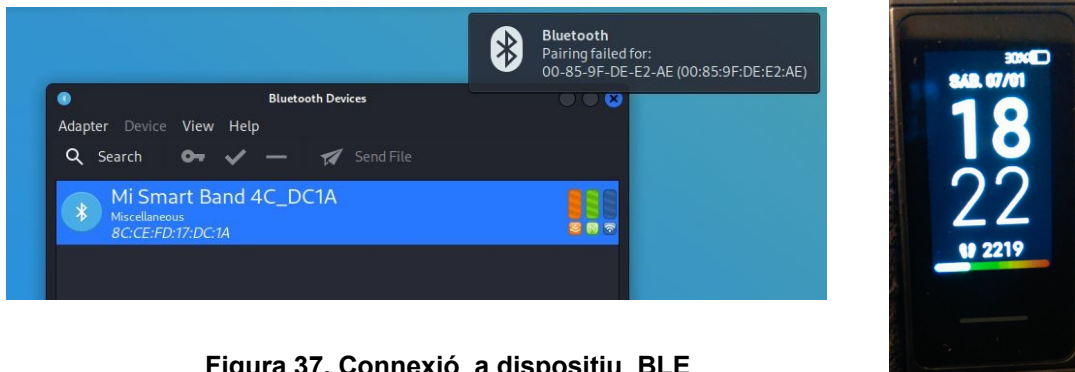 Bluetooth
Pairing failed for:
00-85-9F-DE-E2-AE (00:85:9F:DE:E2:AE)
Bluetooth Devices
Adapter Device View Help
Search Send File
Mi Smart Band 4C_DC1A
Miscellaneous
8C:CE:FD:17:DC:1A
30%
SÁB. 07/01
18
22
2219
Figura 37. Connexió a dispositiu BLE